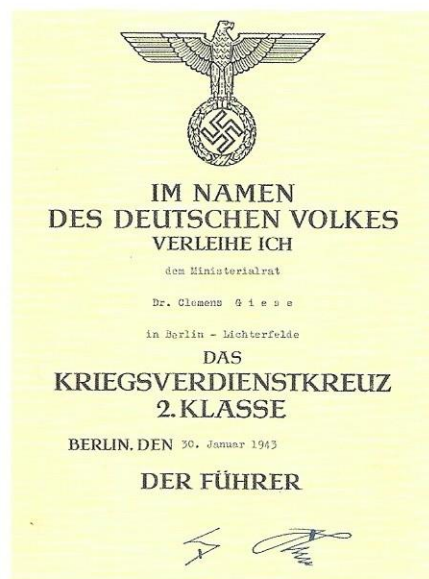 IM NAMEN
DES DEUTSCHEN VOLKES
VERLEIHE ICH
dem Ministerialrat
Dr. Clemens G i e s e
in Berlin - Lichterfelde
DAS
KRIEGSVERDIENSTKREUZ
2. KLASSE
BERLIN, DEN 30. Januar 1943
DER FÜHRER